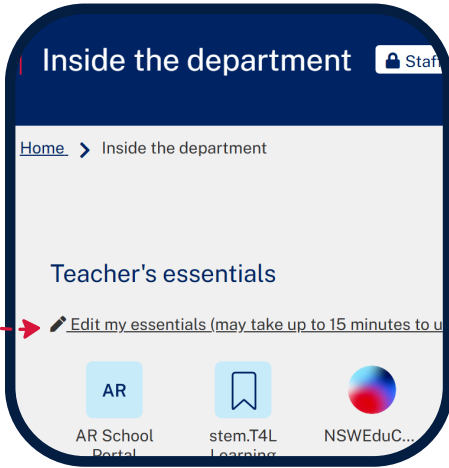 Inside the department
Home Inside the department
Teacher's essentials
Edit my essentials (may take up to 15 minutes to
AR
AR School
Portal
stem.T4L
Learning
NSWEduC...